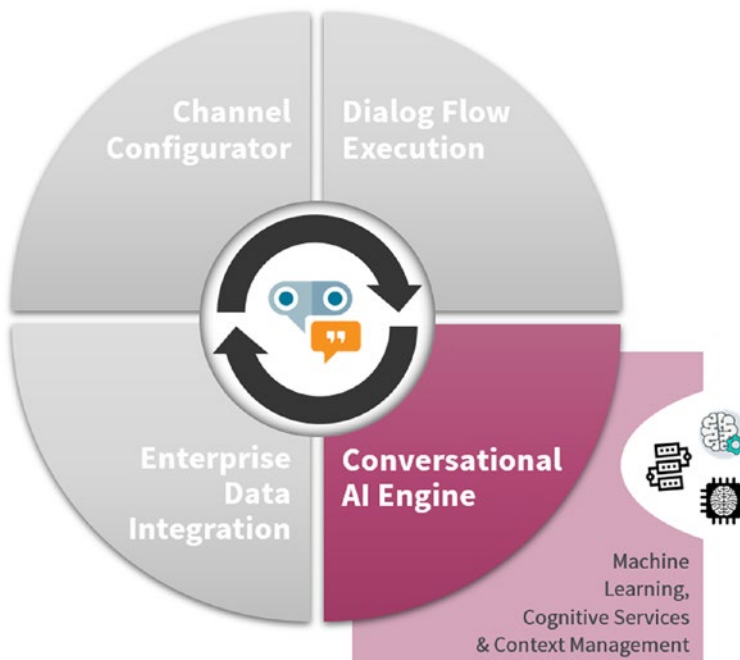 Channel
Configurator
Dialog Flow
Execution
Enterprise
Data
Integration
Conversational
AI Engine
Machine
Learning,
Cognitive Services
& Context Management